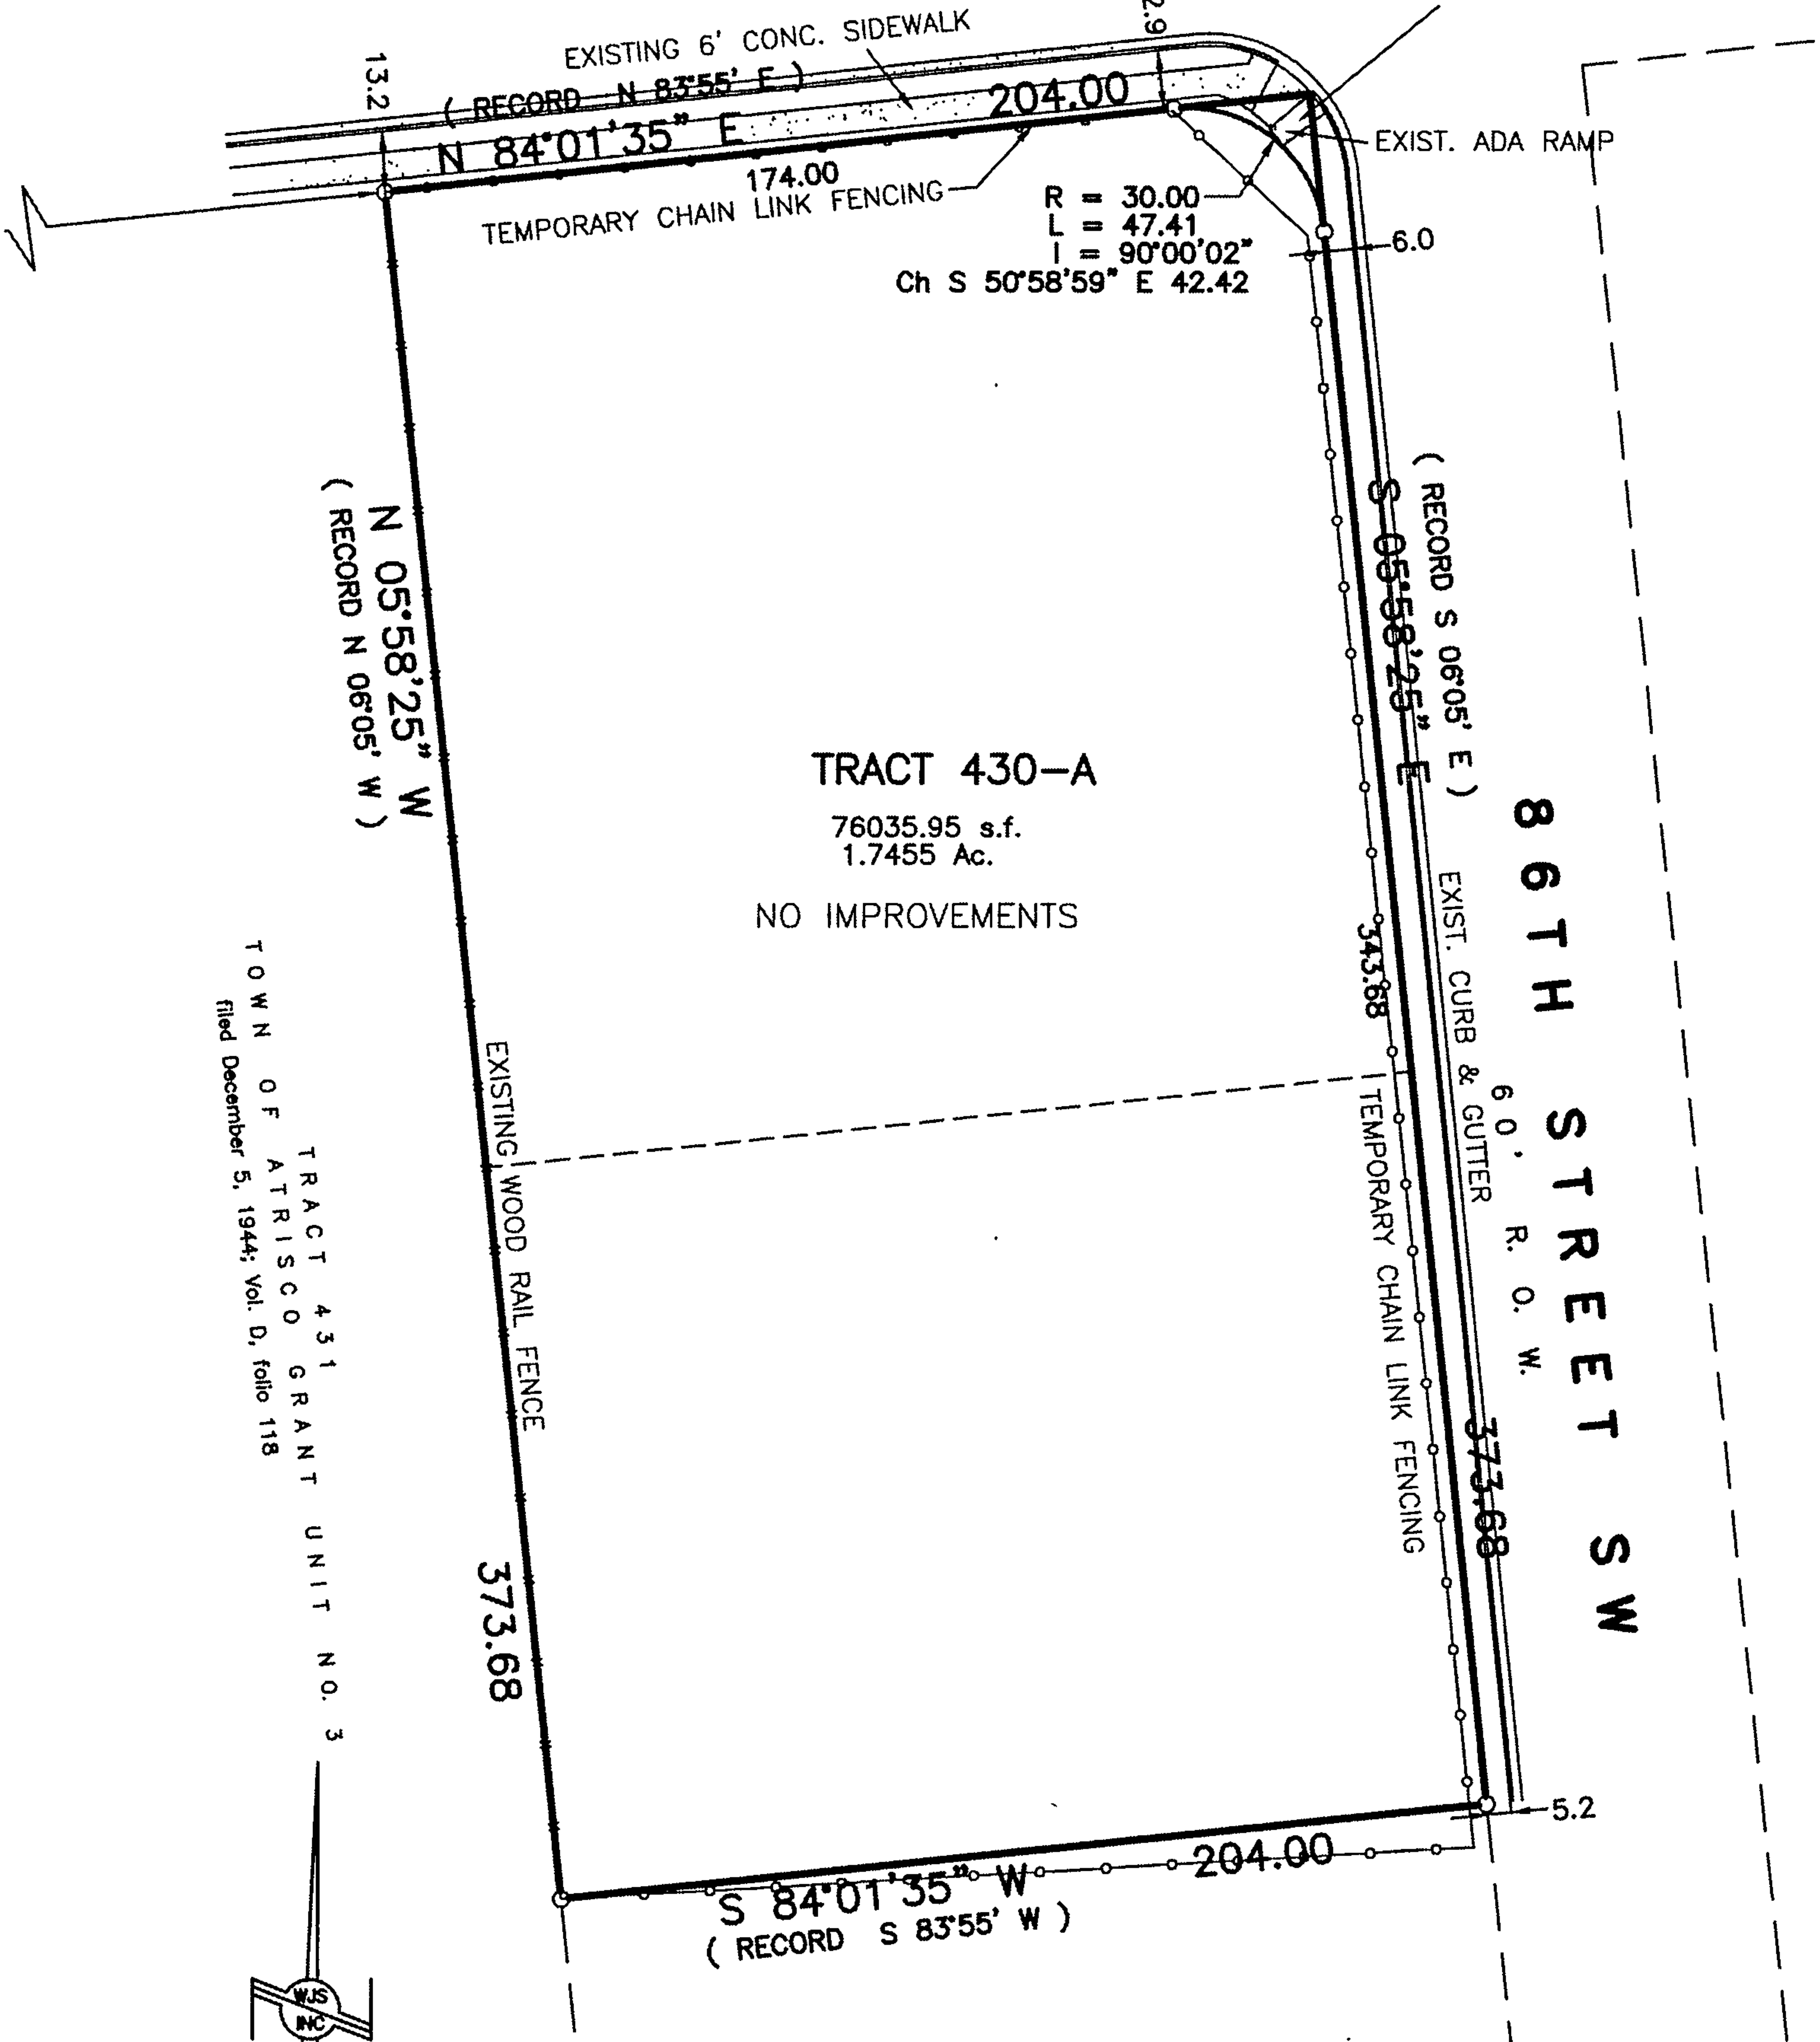 EXISTING 6' CONC. SIDEWALK
2.9
13.2
( RECORD N 83°55' E )
N 84°01'35" E
204.00
174.00
TEMPORARY CHAIN LINK FENCING
EXIST. ADA RAMP
R = 30.00
L = 47.41
I = 90°00'02"
Ch S 50°58'59" E 42.42
6.0
N 05°58'25" W
( RECORD N 06°05' W )
( RECORD S 06°05' E )
S 05°58'25" E
TRACT 430-A
76035.95 s.f.
1.7455 Ac.
NO IMPROVEMENTS
343.68
EXIST. CURB & GUTTER
86TH STREET SW
60' R. O. W.
TEMPORARY CHAIN LINK FENCING
373.68
EXISTING WOOD RAIL FENCE
373.68
TRACT 431
TOWN OF ATRISCO GRANT UNIT NO. 3
filed December 5, 1944; Vol. D, folio 118
5.2
204.00
S 84°01'35" W
( RECORD S 83°55' W )
WJS
INC